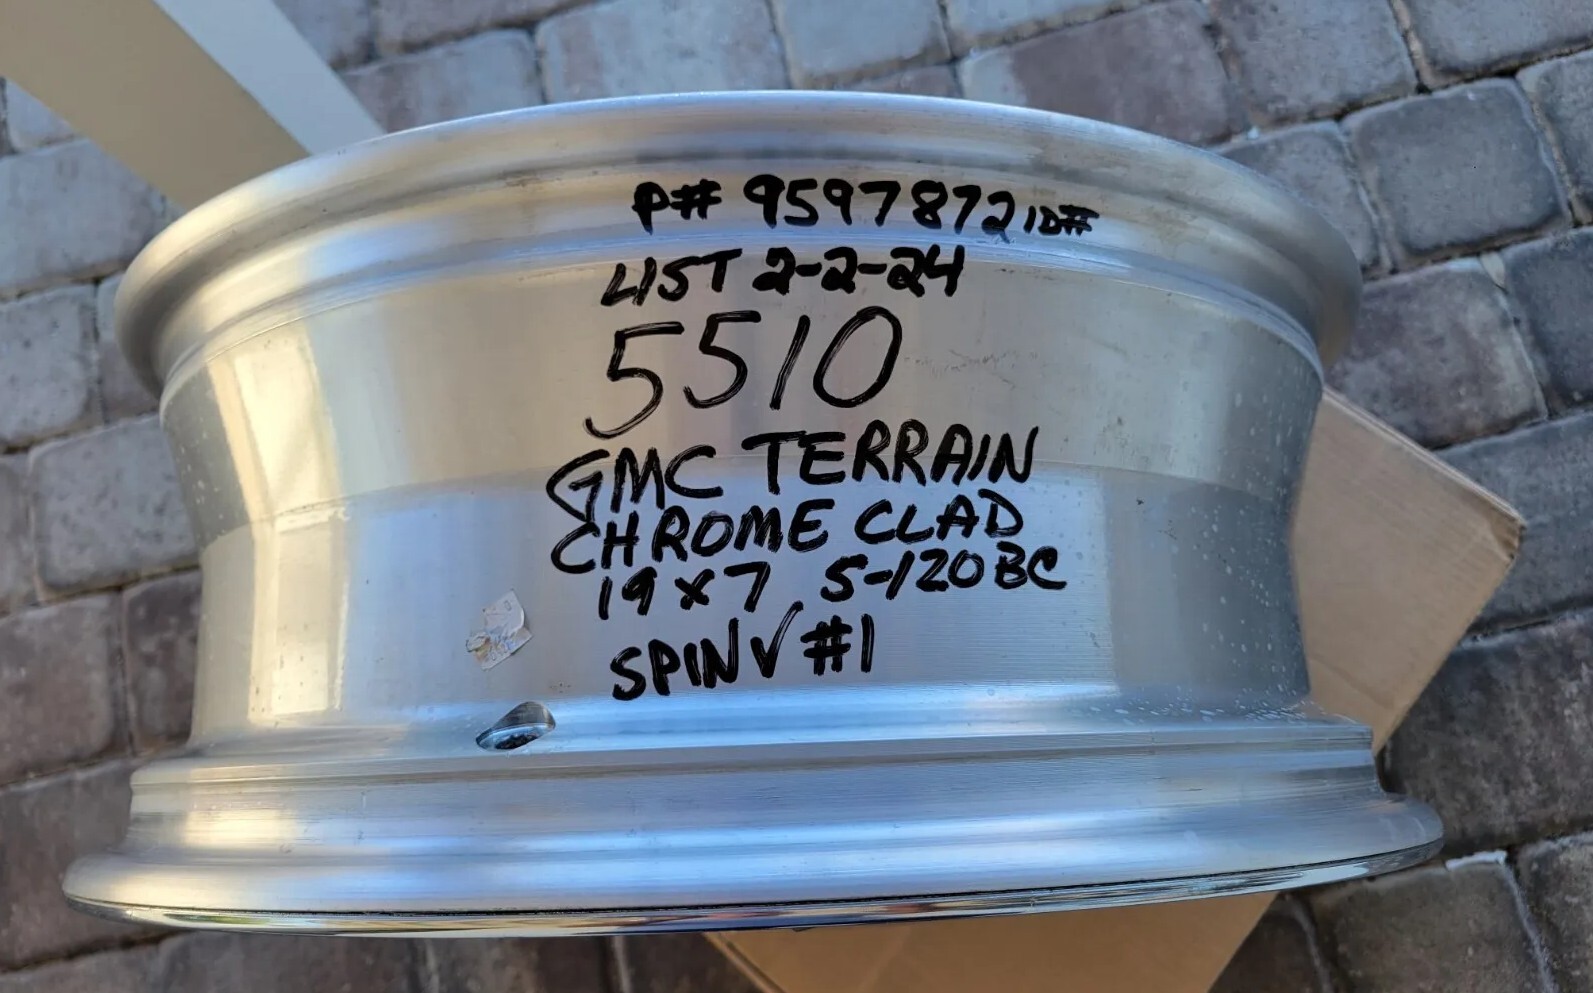 P# 9597872 ID#
LIST 2-2-24
5510
GMC TERRAIN
CHROME CLAD
19x7 5-120BC
SPIN √ #1